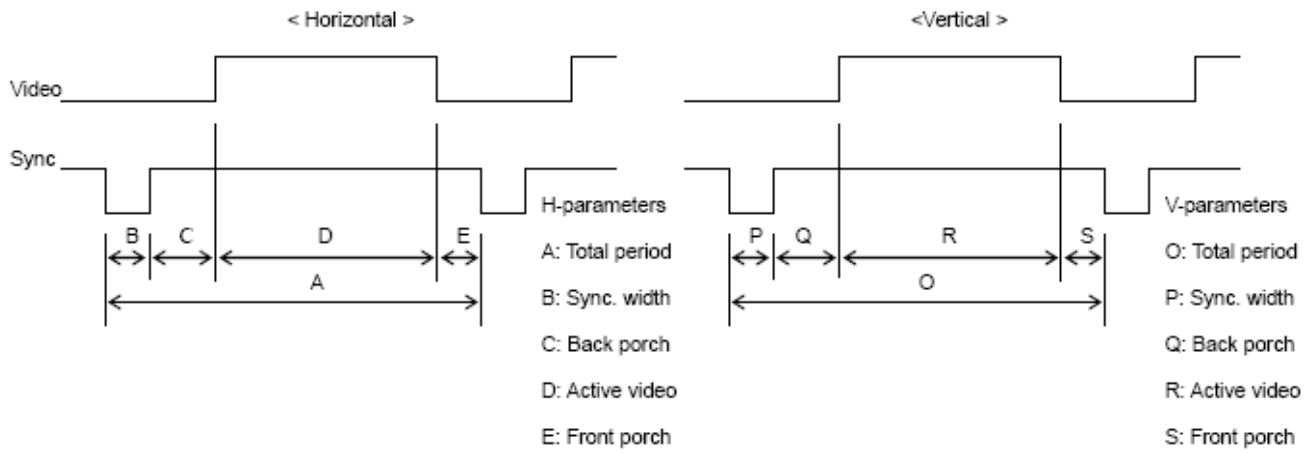 < Horizontal >
<Vertical >
Video
Sync
B C D E
A
P Q R S
O
H-parameters
A: Total period
B: Sync. width
C: Back porch
D: Active video
E: Front porch
V-parameters
O: Total period
P: Sync. width
Q: Back porch
R: Active video
S: Front porch